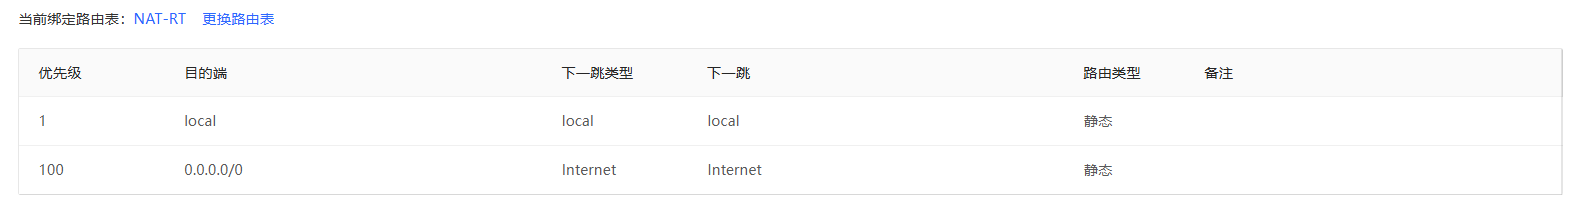 当前绑定路由表：NAT-RT 更换路由表
优先级 目的端 下一跳类型 下一跳 路由类型 备注
1 local local local 静态
100 0.0.0.0/0 Internet Internet 静态